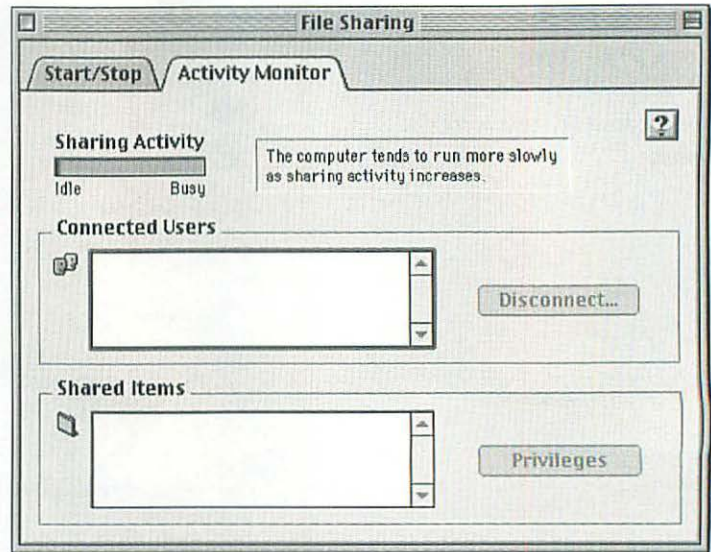 File Sharing
Start/Stop
Activity Monitor
?
Sharing Activity
Idle
Busy
The computer tends to run more slowly
as sharing activity increases.
Connected Users
Disconnect...
Shared Items
Privileges